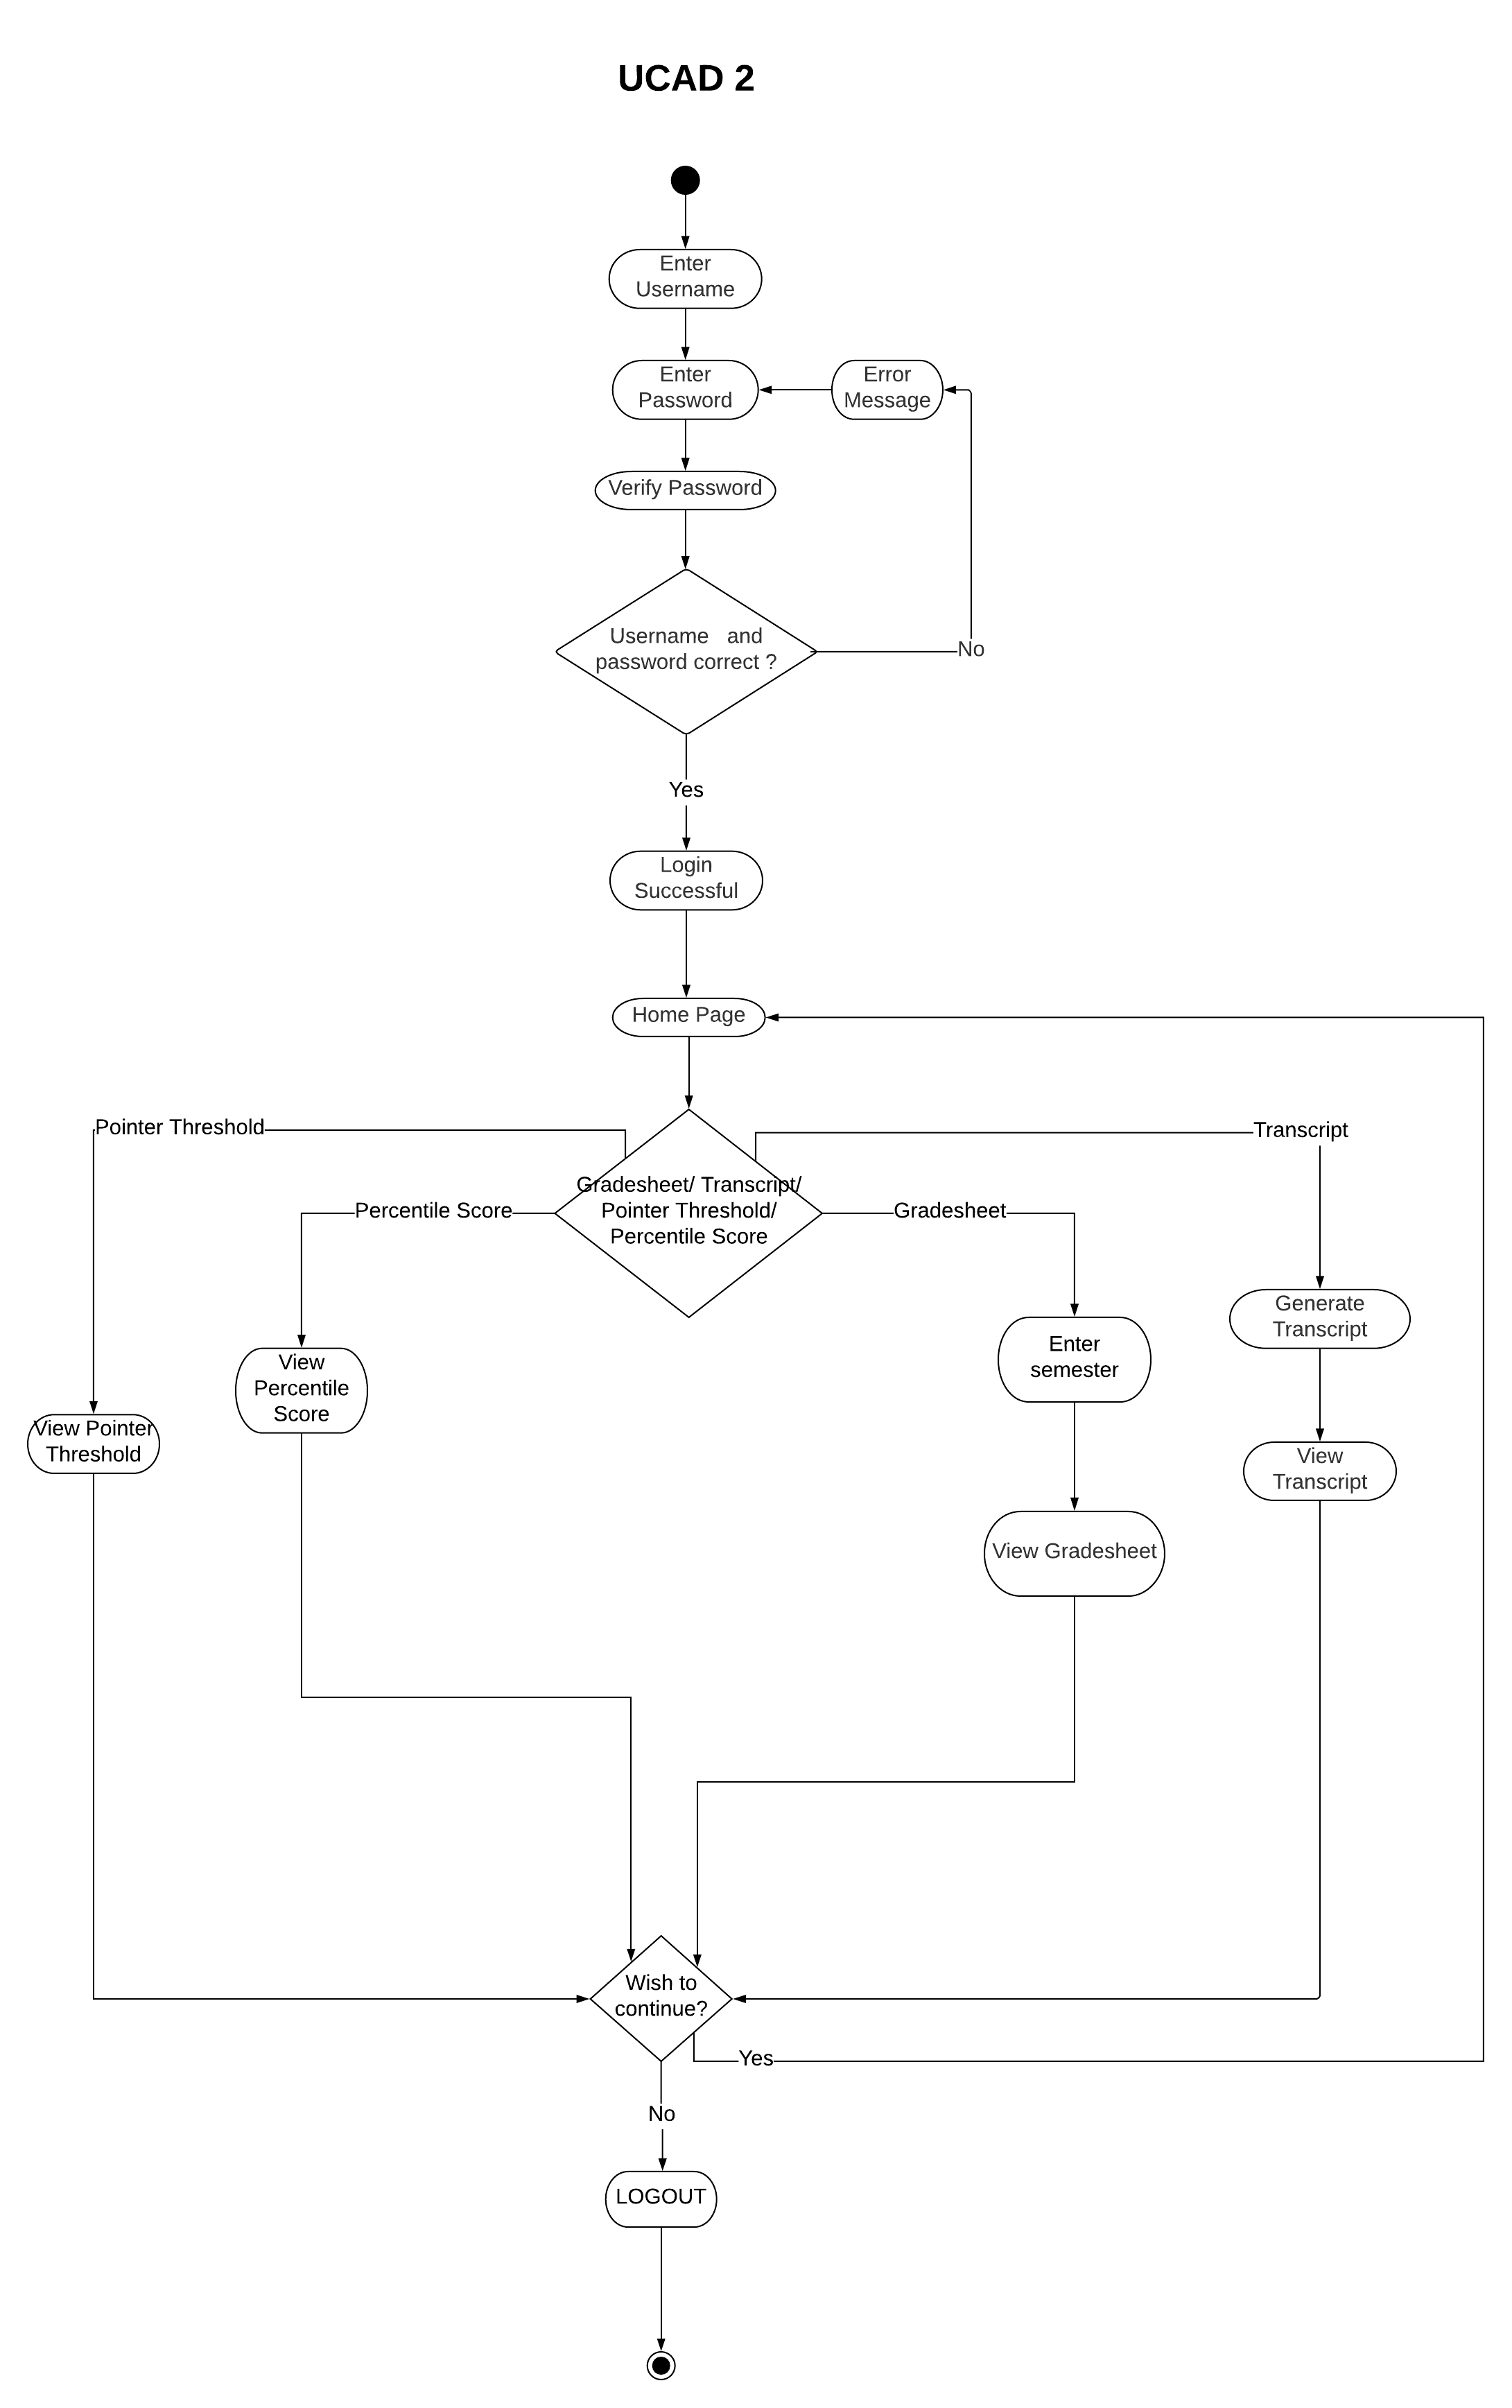 UCAD 2
Enter
Username
Enter
Password
Error
Message
Verify Password
Username   and
password correct ?
No
Yes
Login
Successful
Home Page
Pointer Threshold
Transcript
Gradesheet/ Transcript/
Pointer Threshold/
Percentile Score
Percentile Score
Gradesheet
Generate
Transcript
Enter
semester
View
Percentile
Score
View Pointer
Threshold
View
Transcript
View Gradesheet
Wish to
continue?
Yes
No
LOGOUT